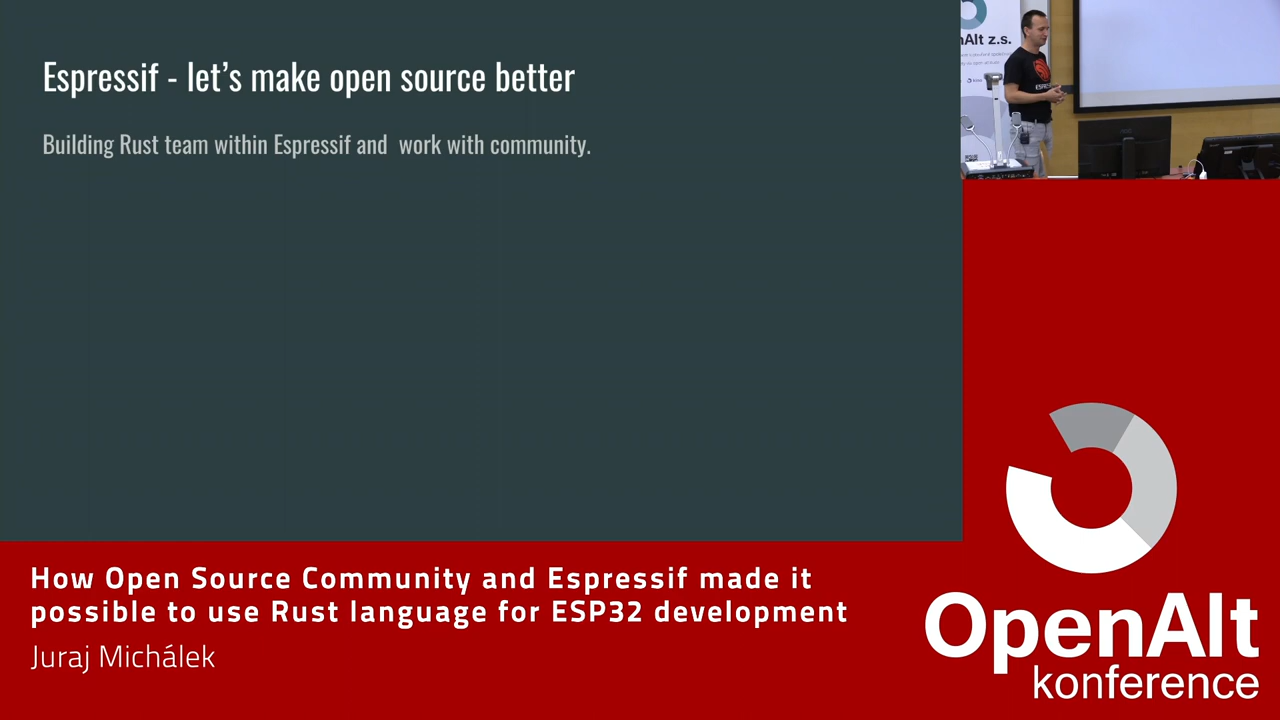 Espressif - let's make open source better
Building Rust team within Espressif and work with community.
nAlt z.s.
How Open Source Community and Espressif made it
possible to use Rust language for ESP32 development
Juraj Michálek
OpenAlt
konference